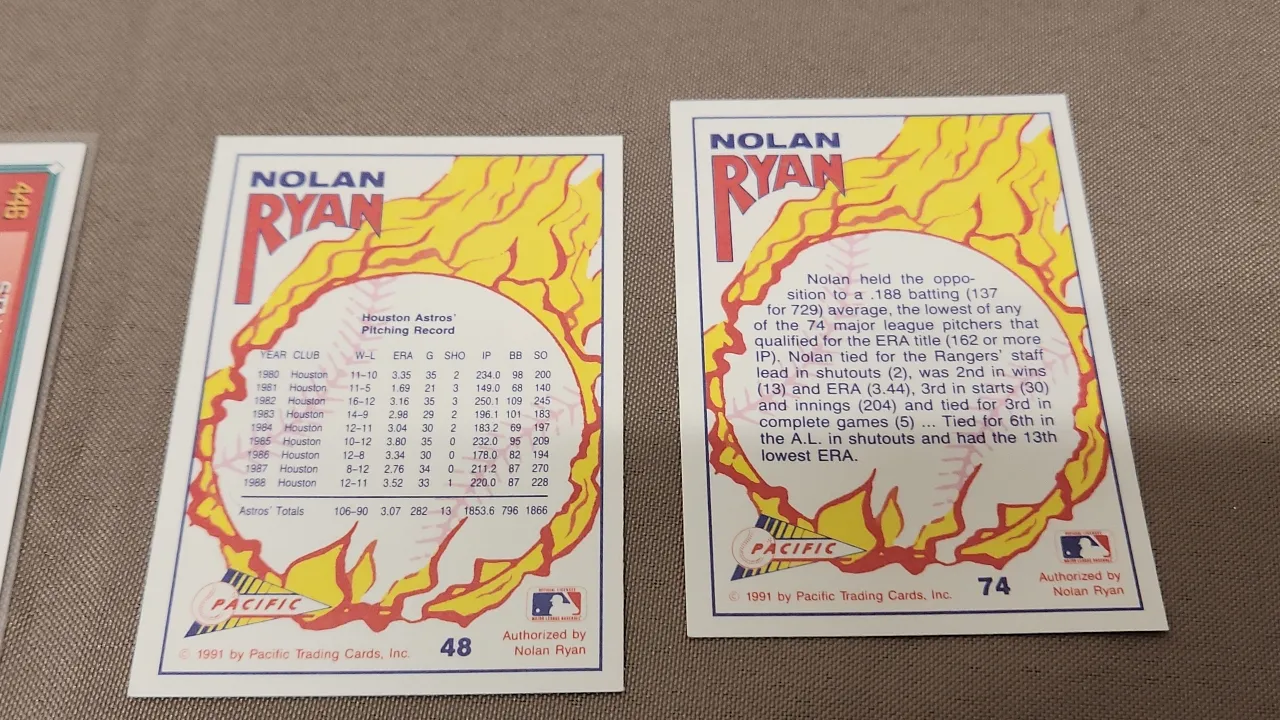 446
NOLAN
RYAN
Houston Astros'
Pitching Record
YEAR CLUB W-L ERA G SHO IP BB SO
1980 Houston 11-10 3.35 35 2 234.0 98 200
1981 Houston 11-5 1.69 21 3 149.0 68 140
1982 Houston 16-12 3.16 35 3 250.1 109 245
1983 Houston 14-9 2.98 29 2 196.1 101 183
1984 Houston 12-11 3.04 30 2 183.2 69 197
1985 Houston 10-12 3.80 35 0 232.0 95 209
1986 Houston 12-8 3.34 30 0 178.0 82 194
1987 Houston 8-12 2.76 34 0 211.2 87 270
1988 Houston 12-11 3.52 33 1 220.0 87 228
Astros' Totals 106-90 3.07 282 13 1853.6 796 1866
PACIFIC
© 1991 by Pacific Trading Cards, Inc.
48
Authorized by
Nolan Ryan
NOLAN
RYAN
Nolan held the oppo-
sition to a .188 batting (137
for 729) average, the lowest of any
of the 74 major league pitchers that
qualified for the ERA title (162 or more
IP). Nolan tied for the Rangers' staff
lead in shutouts (2), was 2nd in wins
(13) and ERA (3.44), 3rd in starts (30)
and innings (204) and tied for 3rd in
complete games (5) ... Tied for 6th in
the A.L. in shutouts and had the 13th
lowest ERA.
PACIFIC
© 1991 by Pacific Trading Cards, Inc.
74
Authorized by
Nolan Ryan